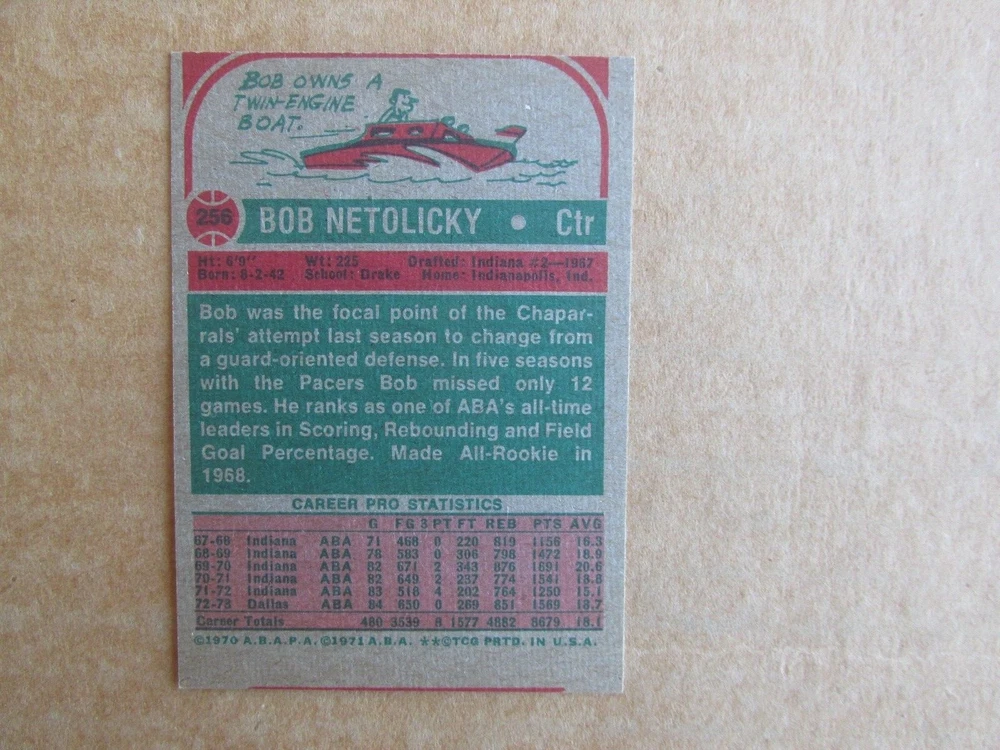 BOB OWNS A
TWIN-ENGINE
BOAT.
256 BOB NETOLICKY • Ctr
Ht: 6'9" Wt: 225 Drafted: Indiana #2—1967
Born: 8-2-42 School: Drake Home: Indianapolis, Ind.
Bob was the focal point of the Chapar-
rals' attempt last season to change from
a guard-oriented defense. In five seasons
with the Pacers Bob missed only 12
games. He ranks as one of ABA's all-time
leaders in Scoring, Rebounding and Field
Goal Percentage. Made All-Rookie in
1968.
CAREER PRO STATISTICS
G FG 3 PT FT REB PTS AVG
67-68 Indiana ABA 71 468 0 220 819 1156 16.3
68-69 Indiana ABA 78 583 0 306 798 1472 18.9
69-70 Indiana ABA 82 671 2 343 876 1691 20.6
70-71 Indiana ABA 82 649 2 237 774 1541 18.8
71-72 Indiana ABA 83 518 4 202 764 1250 15.1
72-73 Dallas ABA 84 650 0 269 851 1569 18.7
Career Totals 480 3539 8 1577 4882 8679 18.1
©1970 A.B.A.P.A. ©1971 A.B.A. **©TCG PRTD. IN U.S.A.